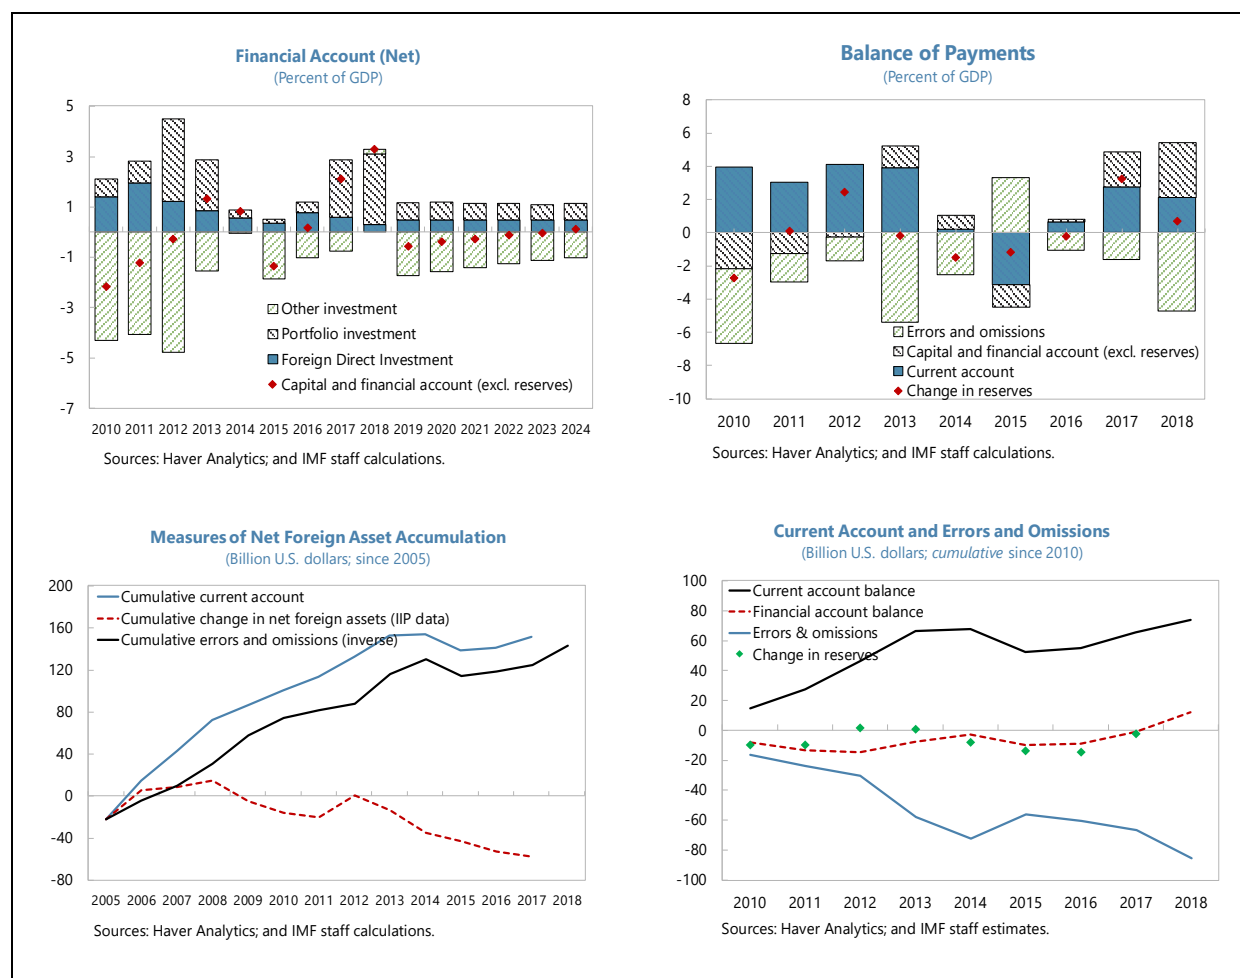 Financial Account (Net)
(Percent of GDP)
5
3
1
-1
-3
-5
-7
Other investment
Portfolio investment
Foreign Direct Investment
Capital and financial account (excl. reserves)
2010 2011 2012 2013 2014 2015 2016 2017 2018 2019 2020 2021 2022 2023 2024
Sources: Haver Analytics; and IMF staff calculations.
Balance of Payments
(Percent of GDP)
8
6
4
2
0
-2
-4
-6
-8
-10
Errors and omissions
Capital and financial account (excl. reserves)
Current account
Change in reserves
2010 2011 2012 2013 2014 2015 2016 2017 2018
Sources: Haver Analytics; and IMF staff calculations.
Measures of Net Foreign Asset Accumulation
(Billion U.S. dollars; since 2005)
200
160
120
80
40
0
-40
-80
Cumulative current account
Cumulative change in net foreign assets (IIP data)
Cumulative errors and omissions (inverse)
2005 2006 2007 2008 2009 2010 2011 2012 2013 2014 2015 2016 2017 2018
Sources: Haver Analytics; and IMF staff calculations.
Current Account and Errors and Omissions
(Billion U.S. dollars; cumulative since 2010)
100
80
60
40
20
0
-20
-40
-60
-80
-100
Current account balance
Financial account balance
Errors & omissions
Change in reserves
2010 2011 2012 2013 2014 2015 2016 2017 2018
Sources: Haver Analytics; and IMF staff estimates.